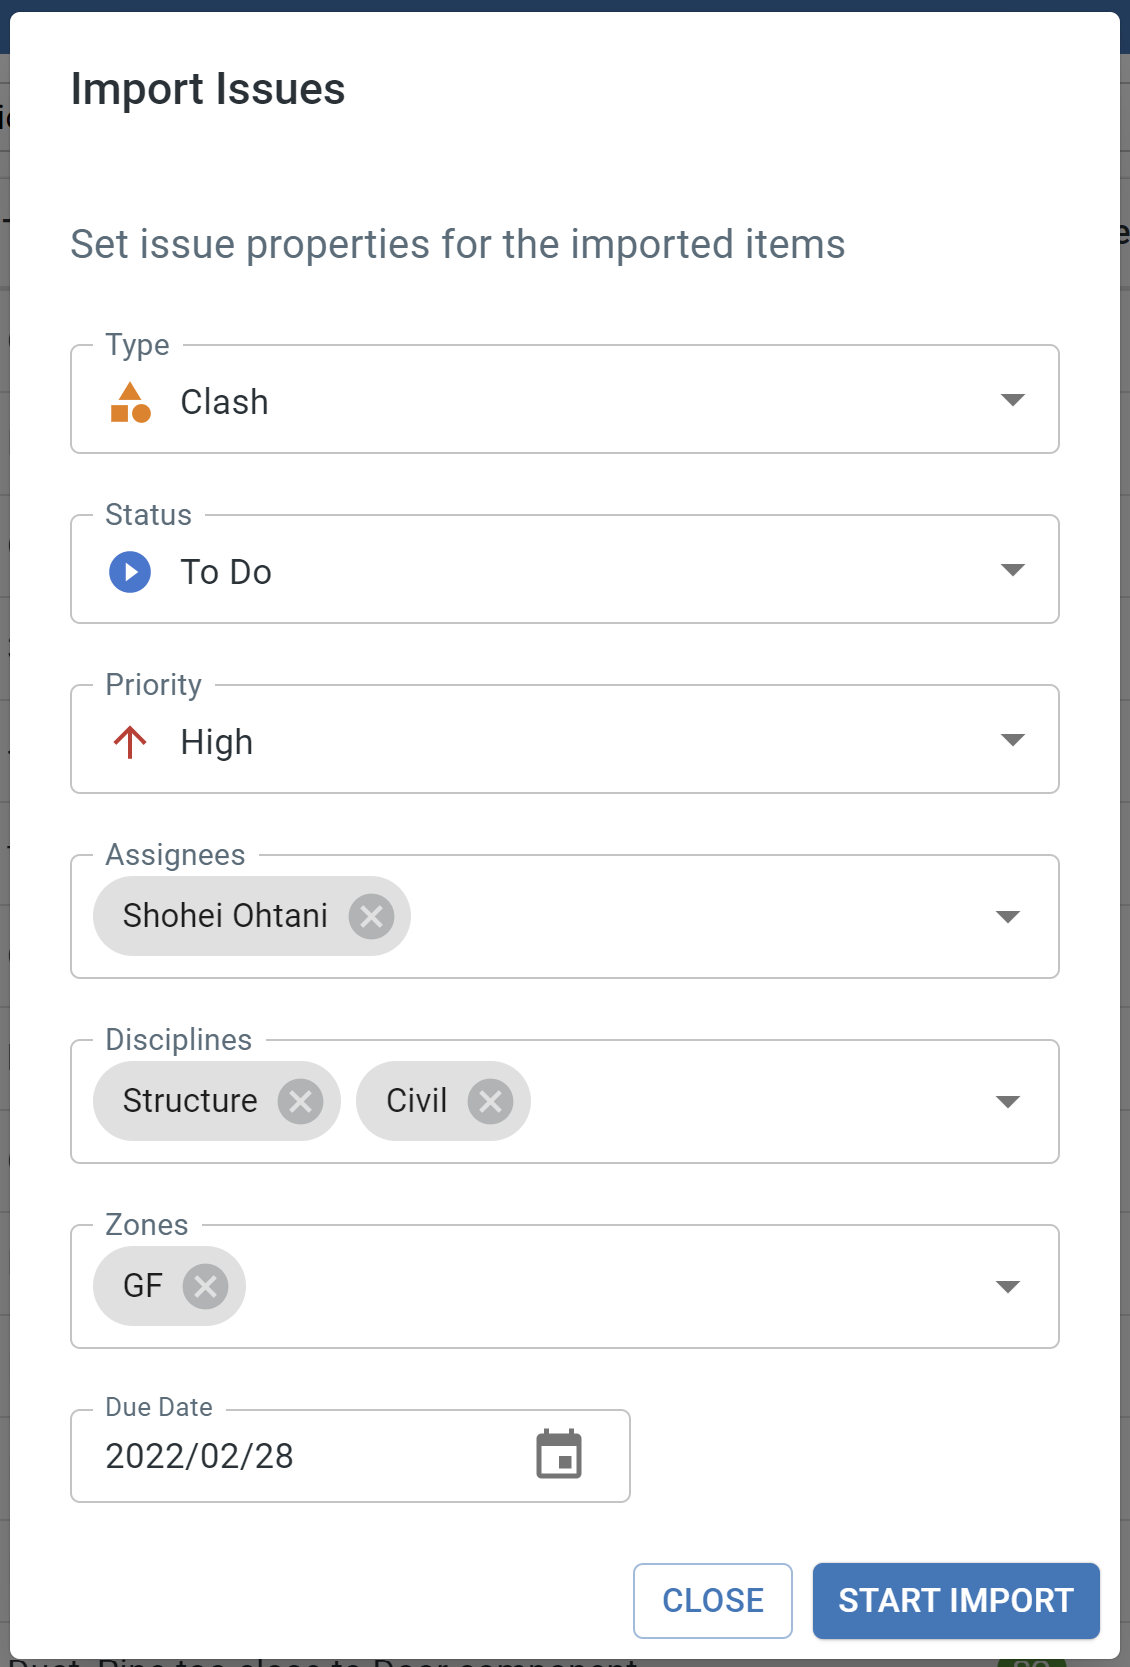 Import Issues
Set issue properties for the imported items
Type
Clash
Status
To Do
Priority
High
Assignees
Shohei Ohtani
Disciplines
Structure Civil
Zones
GF
Due Date
2022/02/28
CLOSE START IMPORT